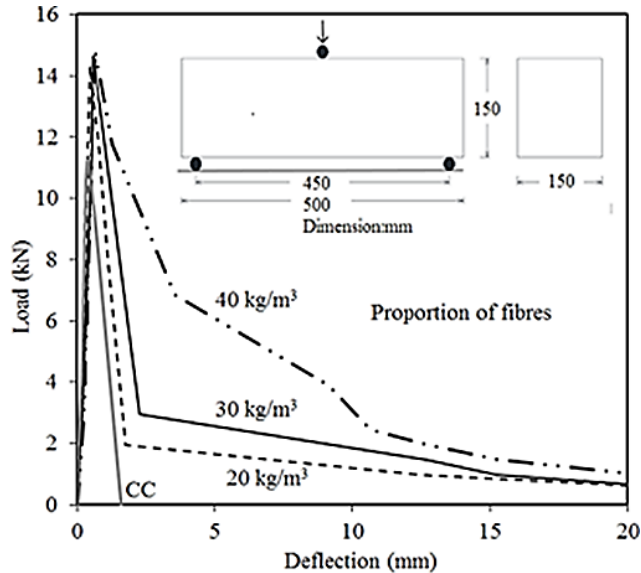 16
14
12
10
8
6
4
2
0
Load (kN)
150
450
150
500
Dimension:mm
40 kg/m³
Proportion of fibres
30 kg/m³
20 kg/m³
CC
0 5 10 15 20
Deflection (mm)